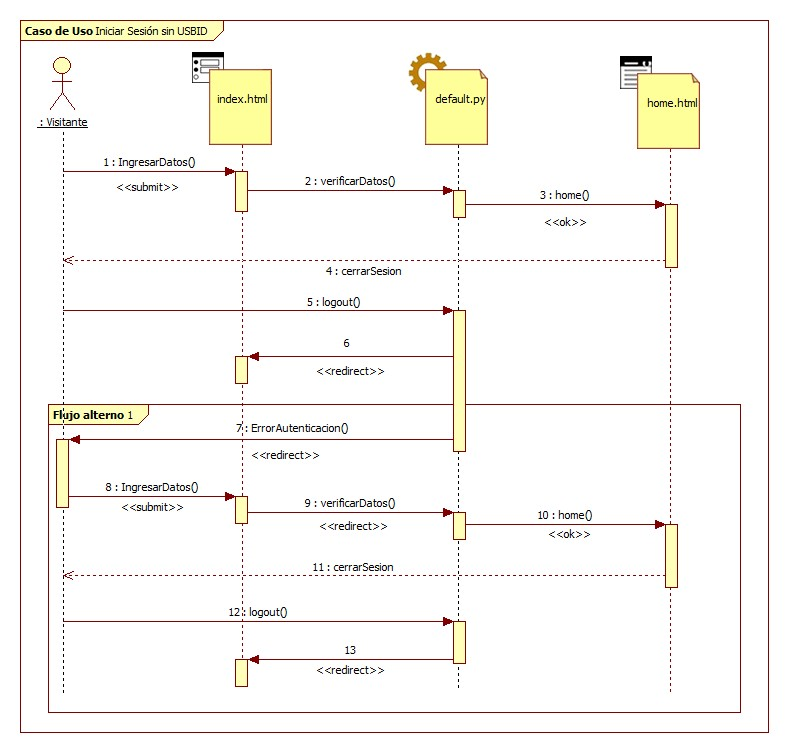 Caso de Uso Iniciar Sesión sin USBID
index.html
default.py
home.html
: Visitante
1 : IngresarDatos()
<<submit>>
2 : verificarDatos()
3 : home()
<<ok>>
4 : cerrarSesion
5 : logout()
6
<<redirect>>
Flujo alterno 1
7 : ErrorAutenticacion()
<<redirect>>
8 : IngresarDatos()
<<submit>>
9 : verificarDatos()
<<redirect>>
10 : home()
<<ok>>
11 : cerrarSesion
12 : logout()
13
<<redirect>>